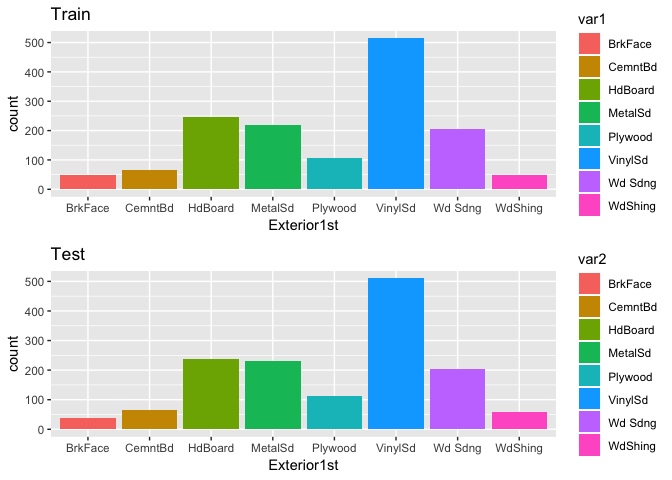 Train
count
500
400
300
200
100
0
BrkFace CemntBd HdBoard MetalSd Plywood VinylSd Wd Sdng WdShing
Exterior1st
var1
BrkFace
CemntBd
HdBoard
MetalSd
Plywood
VinylSd
Wd Sdng
WdShing
Test
count
500
400
300
200
100
0
BrkFace CemntBd HdBoard MetalSd Plywood VinylSd Wd Sdng WdShing
Exterior1st
var2
BrkFace
CemntBd
HdBoard
MetalSd
Plywood
VinylSd
Wd Sdng
WdShing